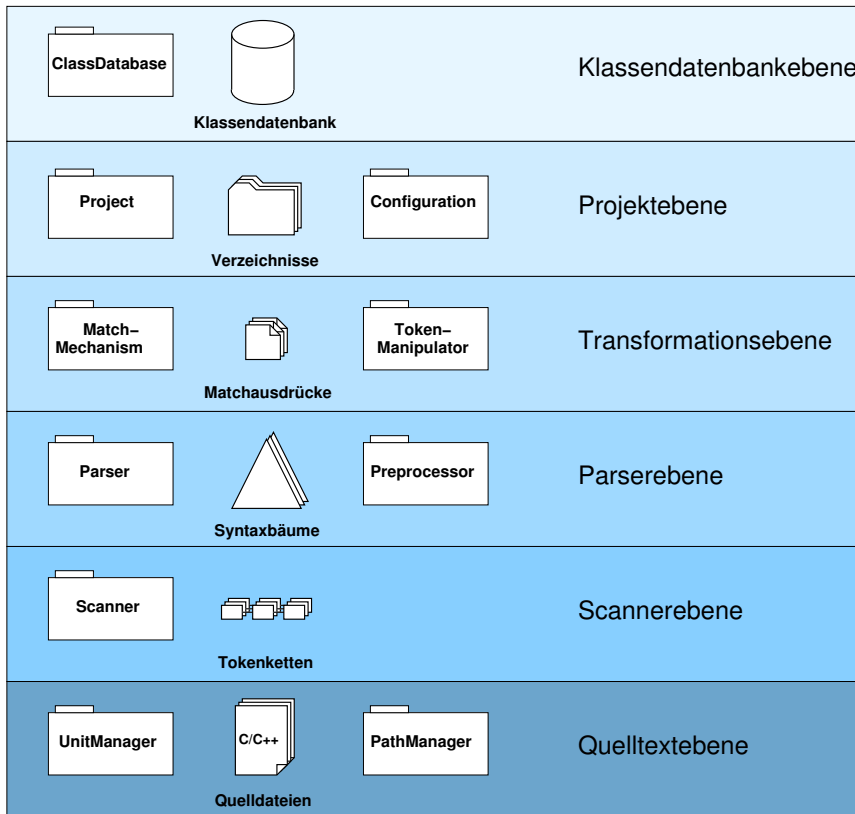 ClassDatabase
Klassendatenbank
Klassendatenbankebene
Project
Verzeichnisse
Configuration
Projektebene
Match−
Mechanism
Matchausdrücke
Token−
Manipulator
Transformationsebene
Parser
Syntaxbäume
Preprocessor
Parserebene
Scanner
Tokenketten
Scannerebene
UnitManager
C/C++
Quelldateien
PathManager
Quelltextebene